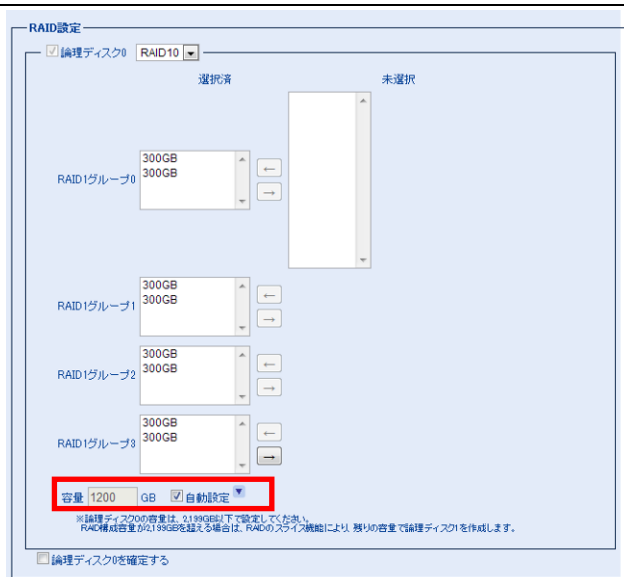 RAID設定
論理ディスク0 RAID10
選択済 未選択
RAID1グループ0
300GB
300GB
←
→
RAID1グループ1
300GB
300GB
←
→
RAID1グループ2
300GB
300GB
←
→
RAID1グループ3
300GB
300GB
←
→
容量 1200 GB 自動設定
※論理ディスク0の容量は、2,199GB以下で設定してください。
RAID構成容量が2,199GBを超える場合は、RAIDのスライス機能により、残りの容量で論理ディスク1を作成します。
論理ディスク0を確定する